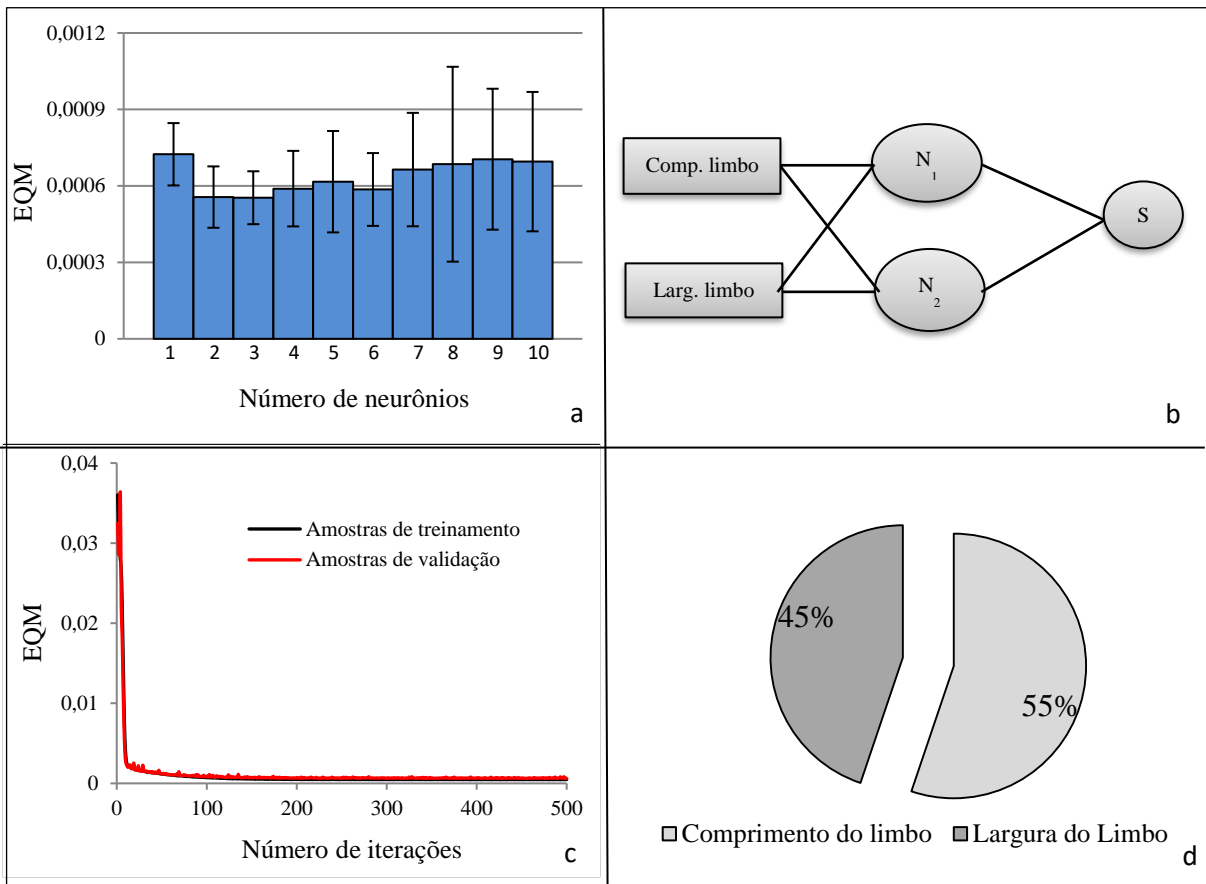 0,0012
0,0009
0,0006
0,0003
0
EQM
1 2 3 4 5 6 7 8 9 10
Número de neurônios
a
Comp. limbo
Larg. limbo
N1
N2
S
b
0,04
0,03
0,02
0,01
0
EQM
Amostras de treinamento
Amostras de validação
0 100 200 300 400 500
Número de iterações
c
45%
55%
Comprimento do limbo
Largura do Limbo
d